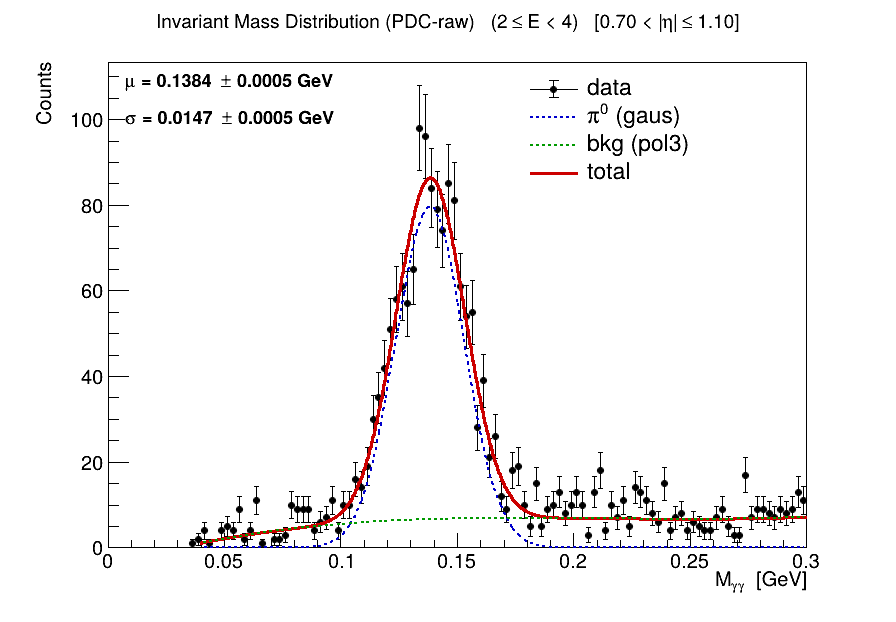 Invariant Mass Distribution (PDC-raw) (2 ≤ E < 4) [0.70 < |η| ≤ 1.10]
Counts
μ = 0.1384 ± 0.0005 GeV
σ = 0.0147 ± 0.0005 GeV
data
π⁰ (gaus)
bkg (pol3)
total
100
80
60
40
20
0
0 0.05 0.1 0.15 0.2 0.25 0.3
Mγγ [GeV]